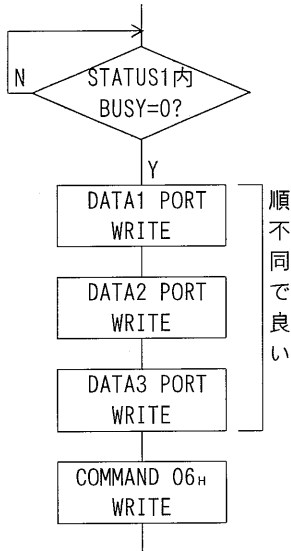 STATUS1内
BUSY=0?
N
Y
DATA1 PORT
WRITE
DATA2 PORT
WRITE
DATA3 PORT
WRITE
順不同で良い
COMMAND 06H
WRITE